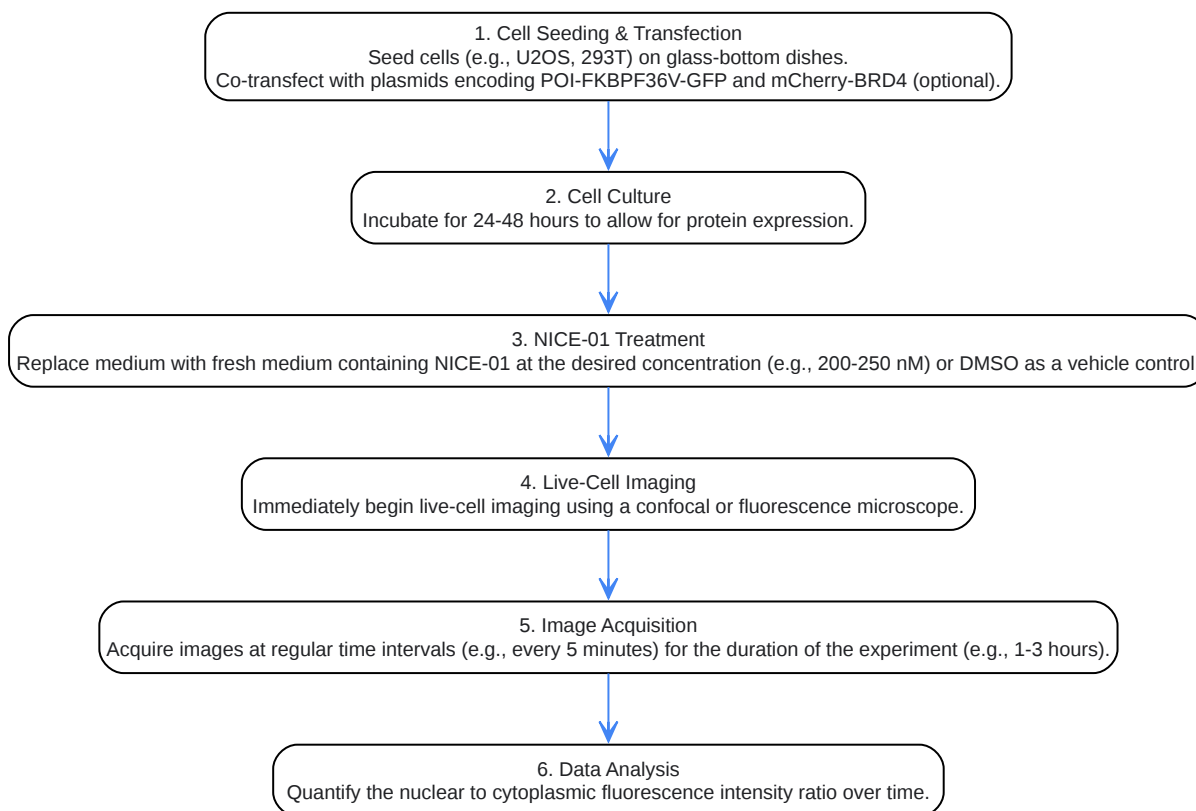 1. Cell Seeding & Transfection
Seed cells (e.g., U2OS, 293T) on glass-bottom dishes.
Co-transfect with plasmids encoding POI-FKBPF36V-GFP and mCherry-BRD4 (optional).
2. Cell Culture
Incubate for 24-48 hours to allow for protein expression.
3. NICE-01 Treatment
Replace medium with fresh medium containing NICE-01 at the desired concentration (e.g., 200-250 nM) or DMSO as a vehicle control
4. Live-Cell Imaging
Immediately begin live-cell imaging using a confocal or fluorescence microscope.
5. Image Acquisition
Acquire images at regular time intervals (e.g., every 5 minutes) for the duration of the experiment (e.g., 1-3 hours).
6. Data Analysis
Quantify the nuclear to cytoplasmic fluorescence intensity ratio over time.